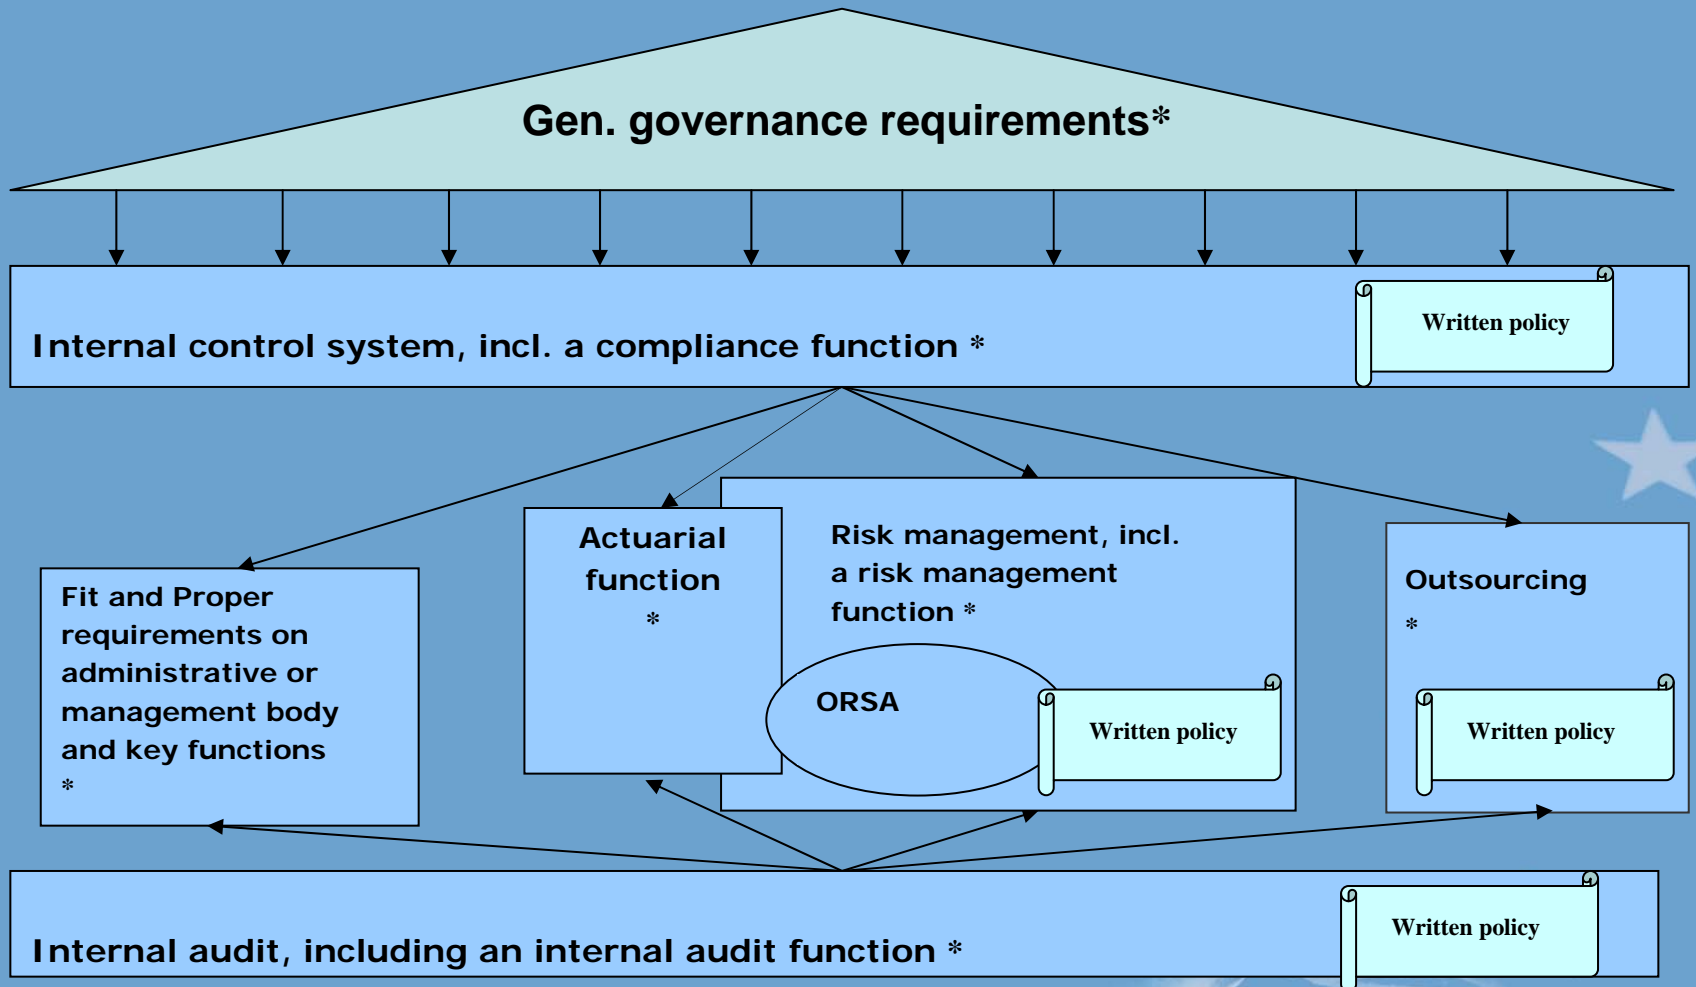 Gen. governance requirements*
Internal control system, incl. a compliance function *
Written policy
Fit and Proper
requirements on
administrative or
management body
and key functions
*
Actuarial
function
*
Risk management, incl.
a risk management
function *
ORSA
Written policy
Outsourcing
*
Written policy
Internal audit, including an internal audit function *
Written policy